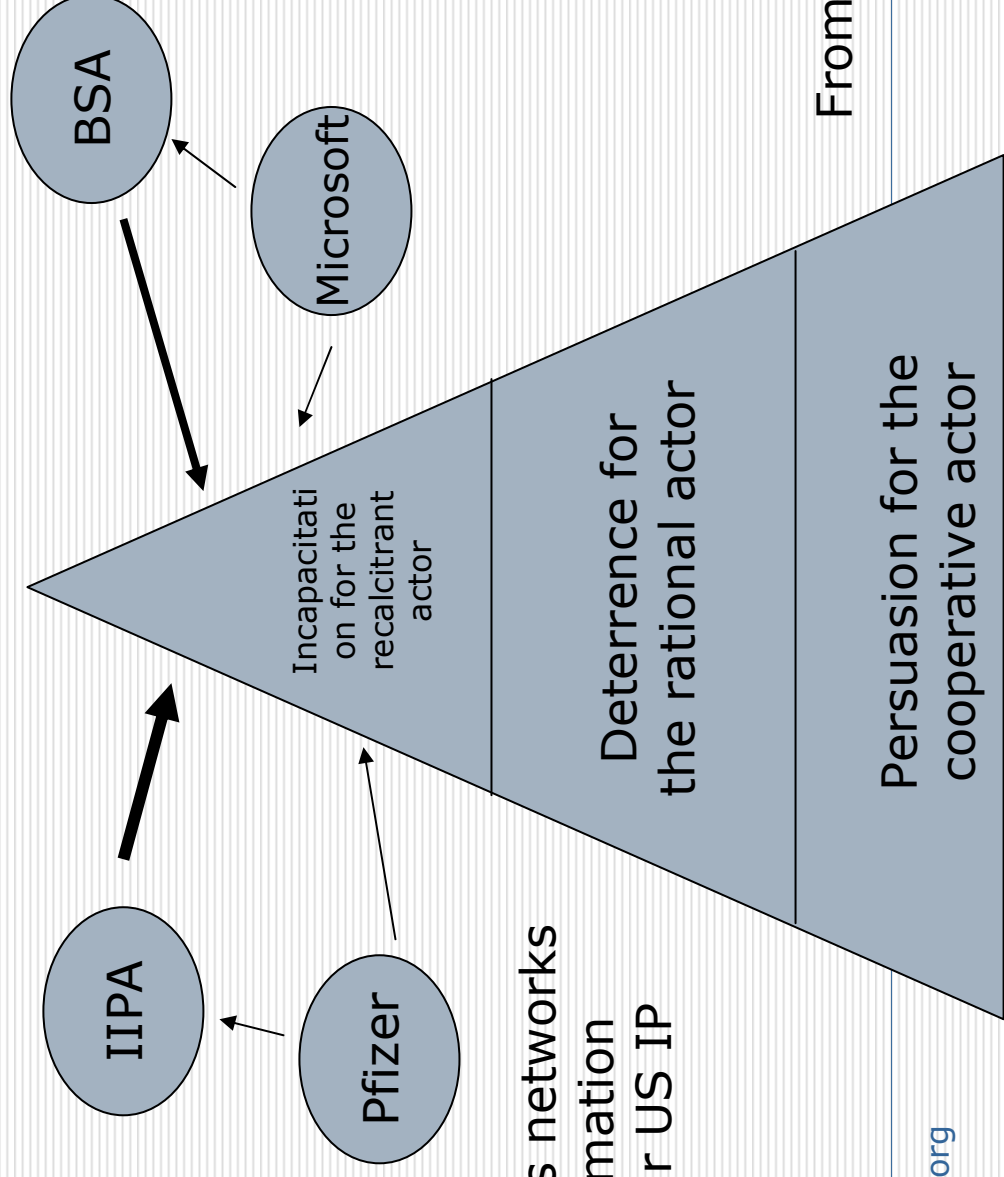 IIPA
BSA
Pfizer
Microsoft
Incapacitati
on for the
recalcitrant
actor
s networks
mation
r US IP
Deterrence for
the rational actor
From
Persuasion for the
cooperative actor
org